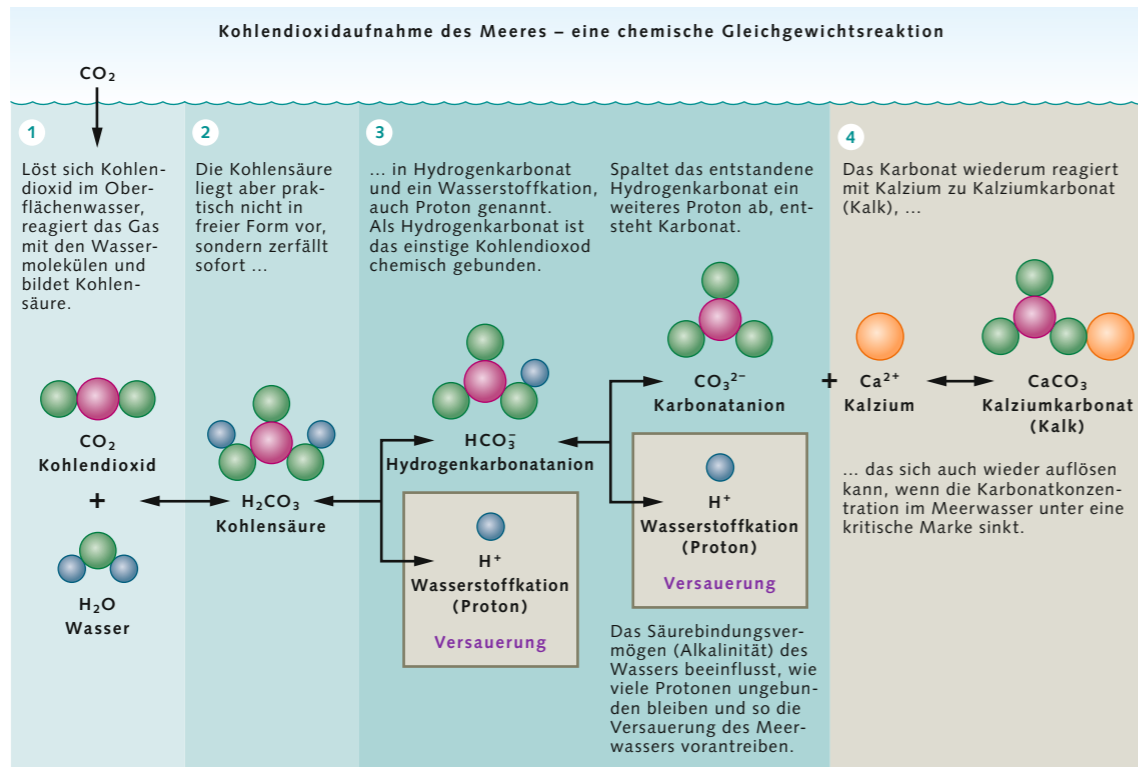 Kohlendioxidaufnahme des Meeres – eine chemische Gleichgewichtsreaktion
CO₂
1
Löst sich Kohlen-
dioxid im Ober-
flächenwasser,
reagiert das Gas
mit den Wasser-
molekülen und
bildet Kohlen-
säure.
CO₂
Kohlendioxid
+
H₂O
Wasser
2
Die Kohlensäure
liegt aber prak-
tisch nicht in
freier Form vor,
sondern zerfällt
sofort ...
H₂CO₃
Kohlensäure
3
... in Hydrogenkarbonat
und ein Wasserstoffkation,
auch Proton genannt.
Als Hydrogenkarbonat ist
das einstige Kohlendioxod
chemisch gebunden.
HCO₃⁻
Hydrogenkarbonatanion
H⁺
Wasserstoffkation
(Proton)
Versauerung
Spaltet das entstandene
Hydrogenkarbonat ein
weiteres Proton ab, ent-
steht Karbonat.
CO₃²⁻
Karbonatanion
H⁺
Wasserstoffkation
(Proton)
Versauerung
Das Säurebindungsver-
mögen (Alkalinität) des
Wassers beeinflusst, wie
viele Protonen ungebun-
den bleiben und so die
Versauerung des Meer-
wassers vorantreiben.
4
Das Karbonat wiederum reagiert
mit Kalzium zu Kalziumkarbonat
(Kalk), ...
+
Ca²⁺
Kalzium
CaCO₃
Kalziumkarbonat
(Kalk)
... das sich auch wieder auflösen
kann, wenn die Karbonatkonzen-
tration im Meerwasser unter eine
kritische Marke sinkt.